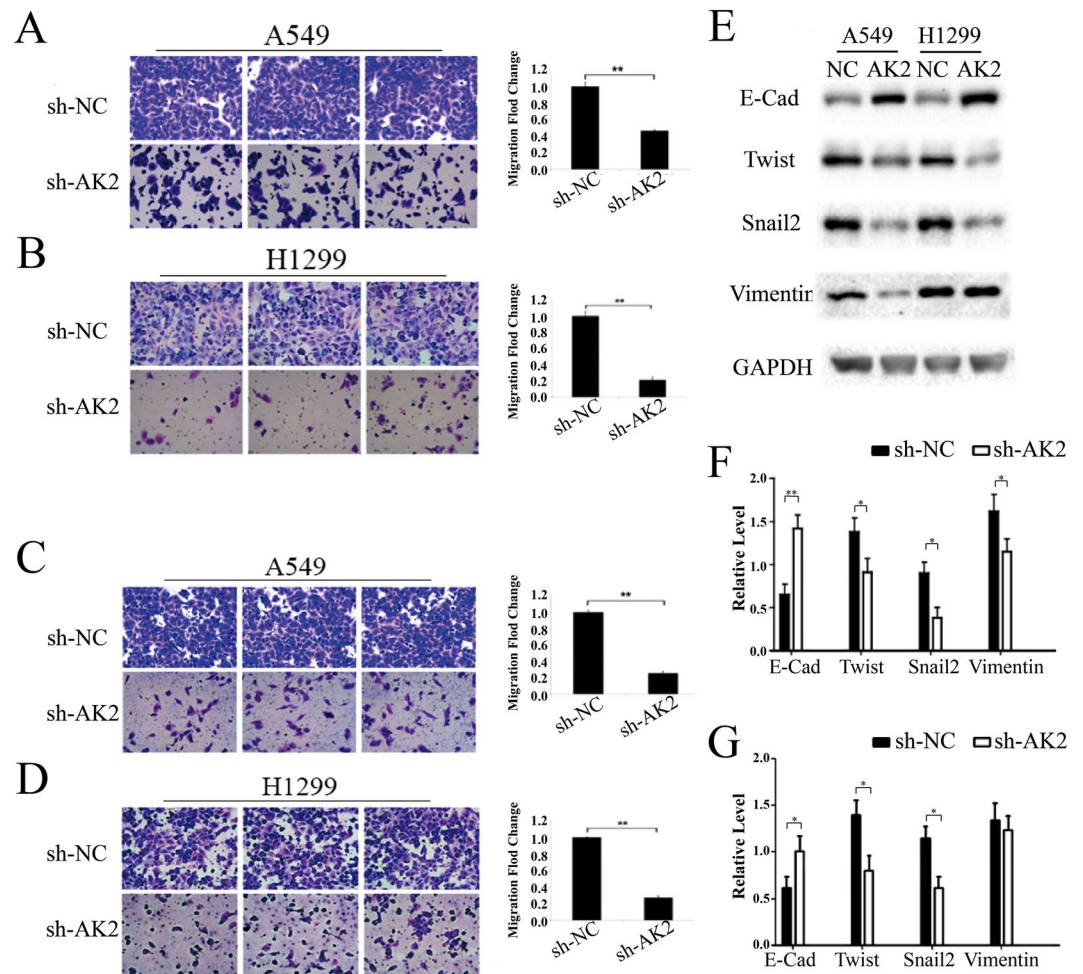 A
A549
sh-NC
sh-AK2
Migration Flod Change
1.2
1.0
0.8
0.6
0.4
0.2
0.0
**
sh-NC
sh-AK2
B
H1299
sh-NC
sh-AK2
Migration Flod Change
1.2
1.0
0.8
0.6
0.4
0.2
0.0
**
sh-NC
sh-AK2
C
A549
sh-NC
sh-AK2
Migration Flod Change
1.2
1.0
0.8
0.6
0.4
0.2
0.0
**
sh-NC
sh-AK2
D
H1299
sh-NC
sh-AK2
Migration Flod Change
1.2
1.0
0.8
0.6
0.4
0.2
0.0
**
sh-NC
sh-AK2
E
A549 H1299
NC AK2 NC AK2
E-Cad
Twist
Snail2
Vimentin
GAPDH
F
sh-NC sh-AK2
Relative Level
2.0
1.5
1.0
0.5
0.0
** * * *
E-Cad Twist Snail2 Vimentin
G
sh-NC sh-AK2
Relative Level
2.0
1.5
1.0
0.5
0.0
* * *
E-Cad Twist Snail2 Vimentin